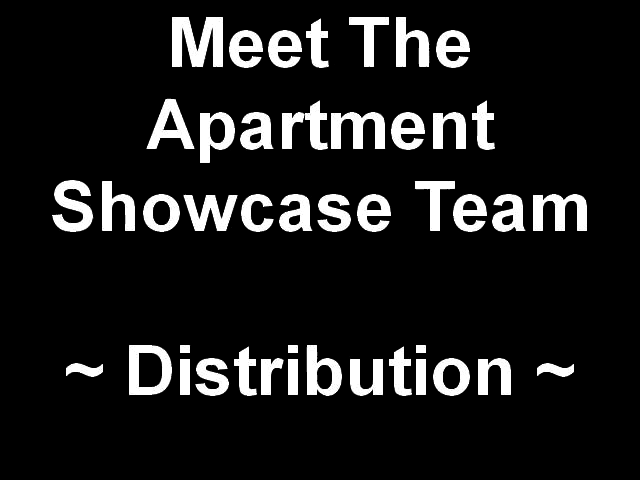 Meet The
Apartment
Showcase Team
~ Distribution ~